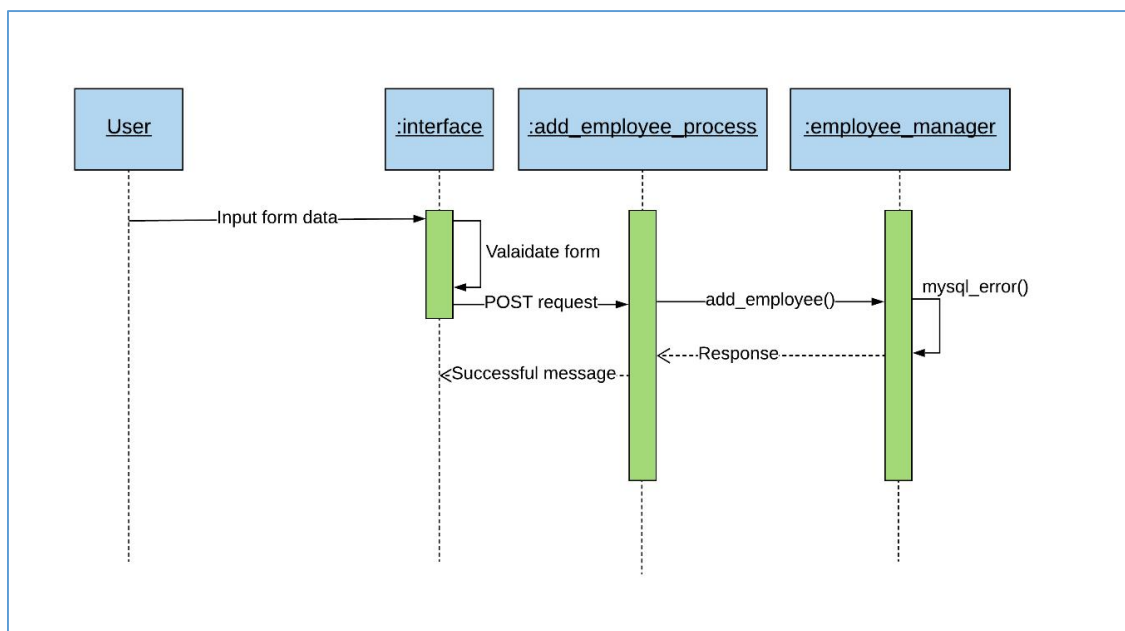 User
:interface
:add_employee_process
:employee_manager
Input form data
Valaidate form
mysql_error()
POST request
add_employee()
Response
Successful message